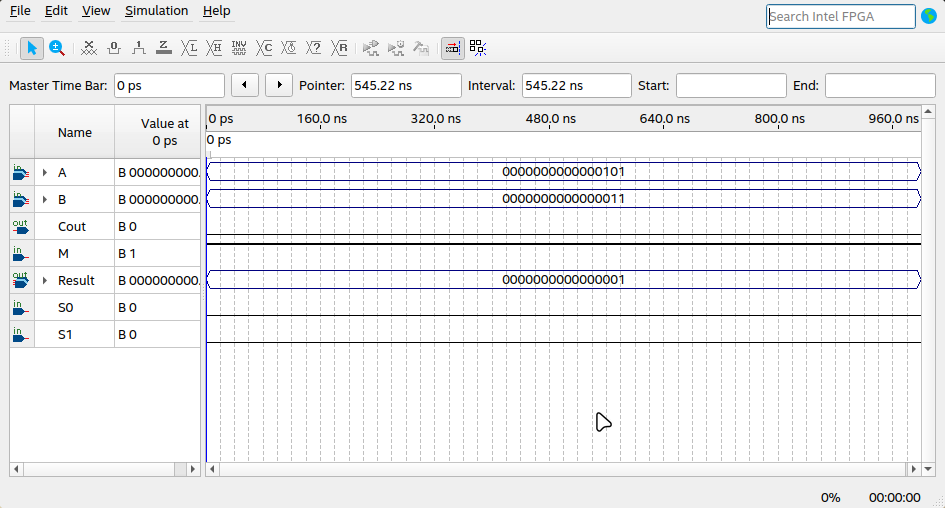 File Edit View Simulation Help
Search Intel FPGA
Master Time Bar: 0 ps Pointer: 545.22 ns Interval: 545.22 ns Start: End:
Name Value at 0 ps
0 ps 160.0 ns 320.0 ns 480.0 ns 640.0 ns 800.0 ns 960.0 ns
0 ps
in A B 000000000 0000000000000101
in B B 000000000 0000000000000011
out Cout B 0
in M B 1
out Result B 000000000 0000000000000001
in S0 B 0
in S1 B 0
0% 00:00:00